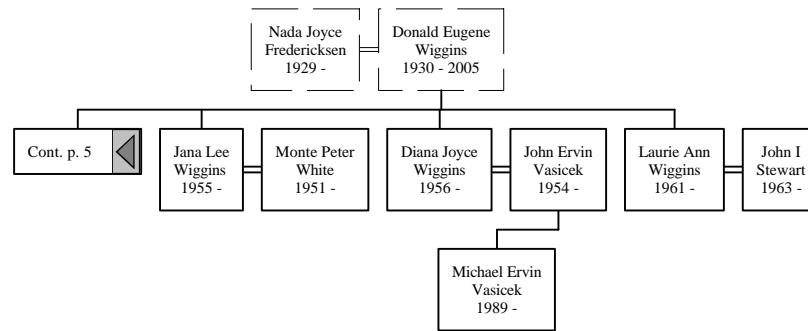 Nada Joyce
Fredericksen
1929 -
Donald Eugene
Wiggins
1930 - 2005
Cont. p. 5
Jana Lee
Wiggins
1955 -
Monte Peter
White
1951 -
Diana Joyce
Wiggins
1956 -
John Ervin
Vasicek
1954 -
Laurie Ann
Wiggins
1961 -
John I
Stewart
1963 -
Michael Ervin
Vasicek
1989 -